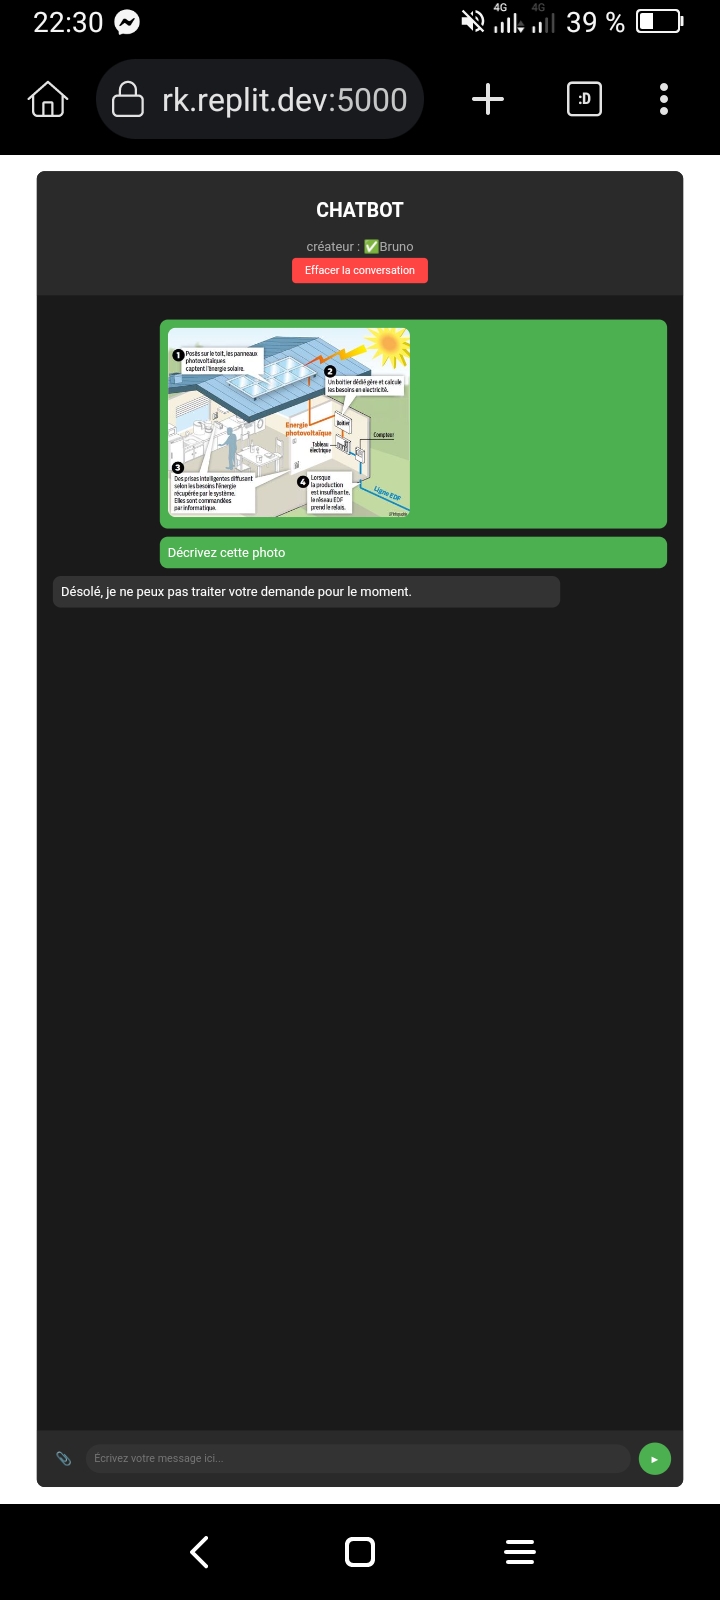 22:30
4G
4G
39 %
rk.replit.dev:5000
:D
CHATBOT
créateur : ✅Bruno
Effacer la conversation
1 Posés sur le toit, les panneaux
photovoltaïques
captent l'énergie solaire.
2
Un boîtier dédié gère et calcule
les besoins en électricité.
Energie
photovoltaïque
Boîtier
Tableau
électrique
Compteur
3
Des prises intelligentes diffusent
selon les besoins l'énergie
récupérée par le système.
Elles sont commandées
par informatique.
4 Lorsque
la production
est insuffisante,
le réseau EDF
prend le relais.
Ligne EDF
Décrivez cette photo
Désolé, je ne peux pas traiter votre demande pour le moment.
Écrivez votre message ici...